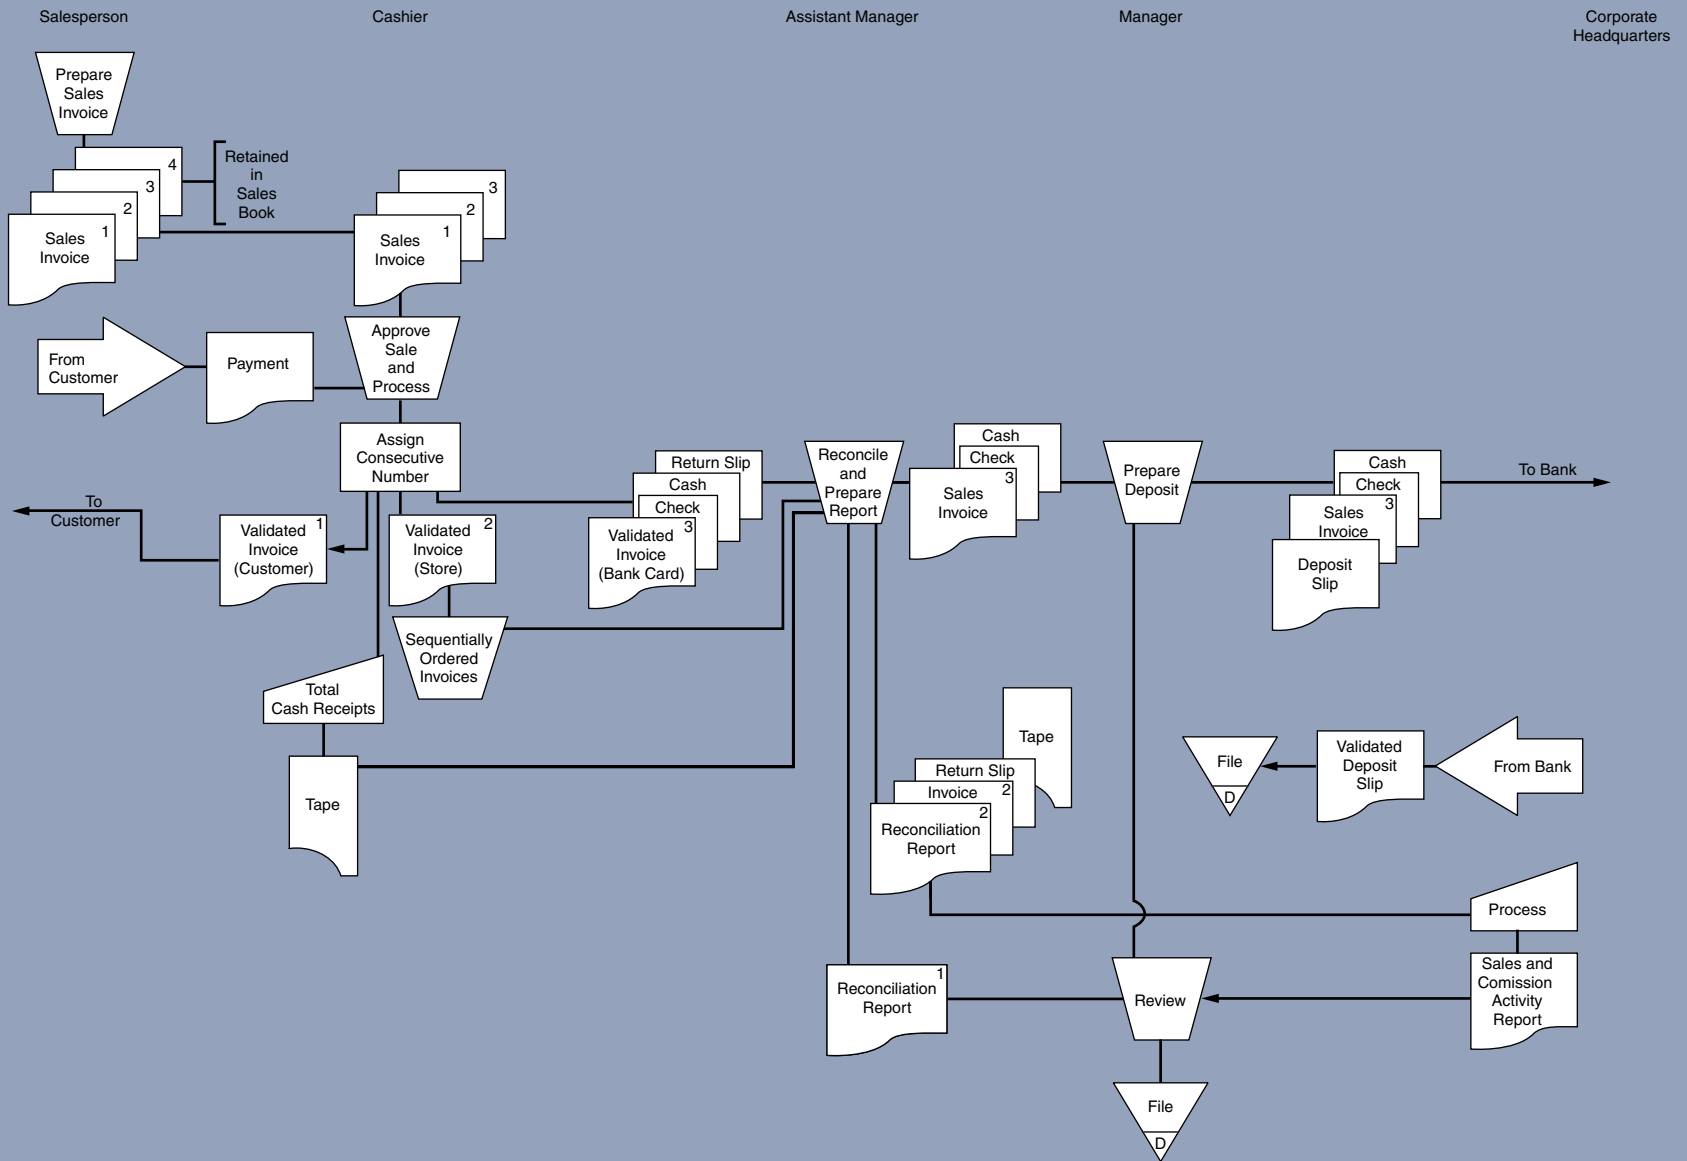 Salesperson
Cashier
Assistant Manager
Manager
Corporate
Headquarters
Prepare
Sales
Invoice
4
3
2
1
Sales
Invoice
Retained
in
Sales
Book
3
2
1
Sales
Invoice
From
Customer
Payment
Approve
Sale
and
Process
Assign
Consecutive
Number
To
Customer
1
Validated
Invoice
(Customer)
2
Validated
Invoice
(Store)
Return Slip
Cash
Check
3
Validated
Invoice
(Bank Card)
Reconcile
and
Prepare
Report
Cash
Check
3
Sales
Invoice
Prepare
Deposit
Cash
Check
3
Sales
Invoice
Deposit
Slip
To Bank
Sequentially
Ordered
Invoices
Total
Cash Receipts
Tape
Tape
Return Slip
Invoice 2
2
Reconciliation
Report
File
D
Validated
Deposit
Slip
From Bank
Process
Sales and
Comission
Activity
Report
1
Reconciliation
Report
Review
File
D